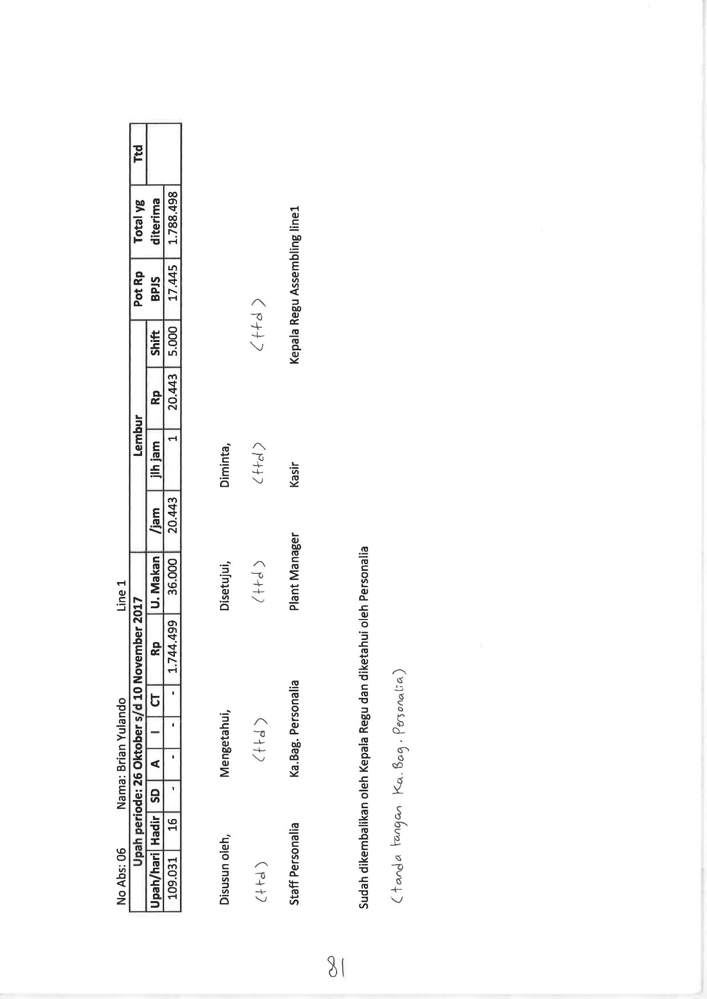 No Abs: 06 Nama: Brian Yulando Line 1
Upah periode: 26 Oktober s/d 10 November 2017 Lembur Pot Rp Total yg Ttd
Upah/hari Hadir SD A I CT Rp U. Makan /jam jlh jam Rp Shift BPJS diterima
109.031 16 - - - - 1.744.499 36.000 20.443 1 20.443 5.000 17.445 1.788.498
Disusun oleh, Mengetahui, Disetujui, Diminta,
(ttd) (ttd) (ttd) (ttd) (ttd)
Staff Personalia Ka.Bag. Personalia Plant Manager Kasir Kepala Regu Assembling line1
Sudah dikembalikan oleh Kepala Regu dan diketahui oleh Personalia
(tanda tangan Ka. Bag. Personalia)
81